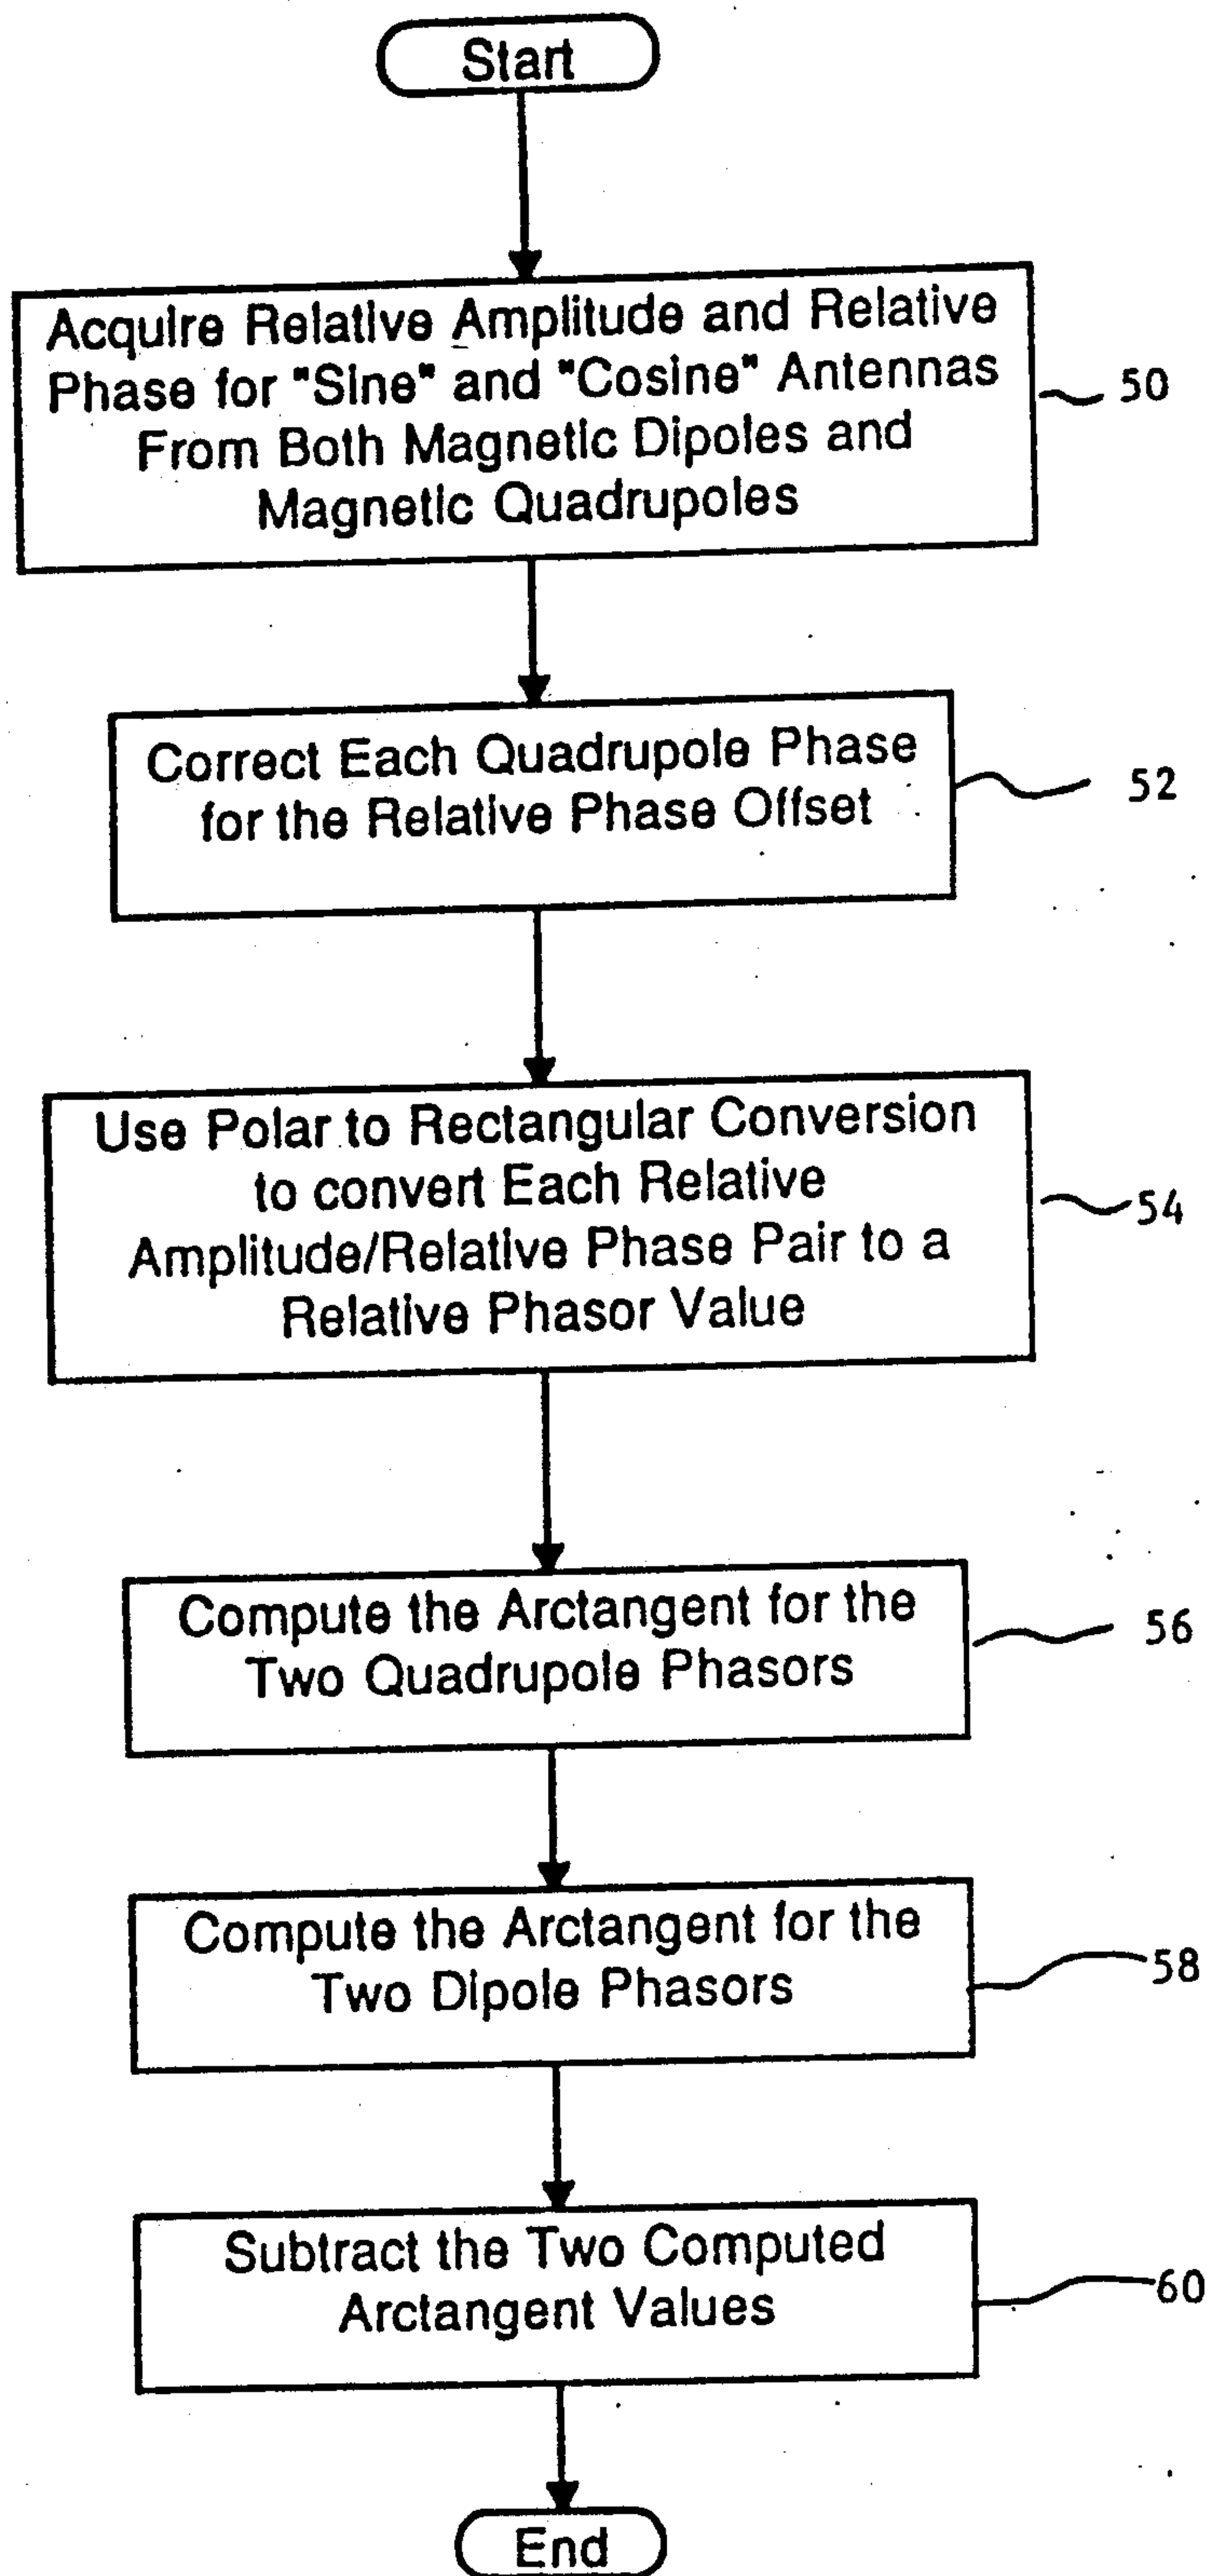 Start
Acquire Relative Amplitude and Relative
Phase for "Sine" and "Cosine" Antennas
From Both Magnetic Dipoles and
Magnetic Quadrupoles
50
Correct Each Quadrupole Phase
for the Relative Phase Offset
52
Use Polar to Rectangular Conversion
to convert Each Relative
Amplitude/Relative Phase Pair to a
Relative Phasor Value
54
Compute the Arctangent for the
Two Quadrupole Phasors
56
Compute the Arctangent for the
Two Dipole Phasors
58
Subtract the Two Computed
Arctangent Values
60
End